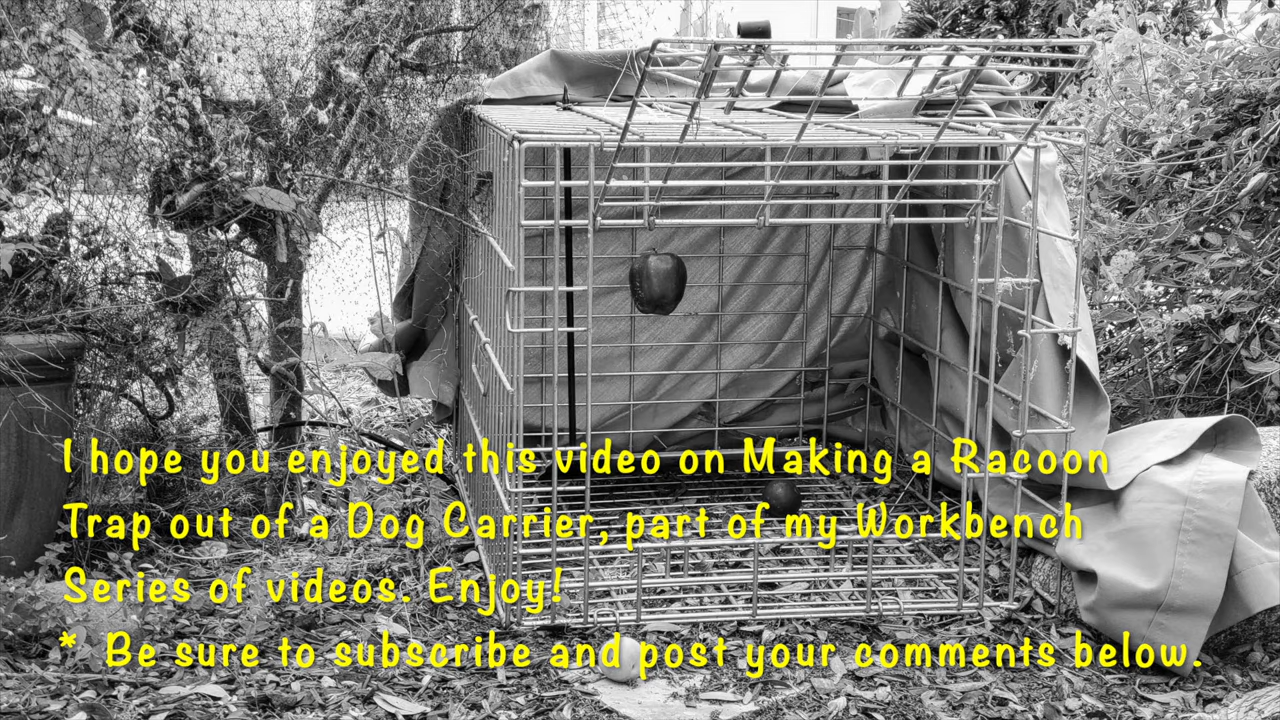 I hope you enjoyed this video on Making a Racoon
Trap out of a Dog Carrier, part of my Workbench
Series of videos. Enjoy!
* Be sure to subscribe and post your comments below.